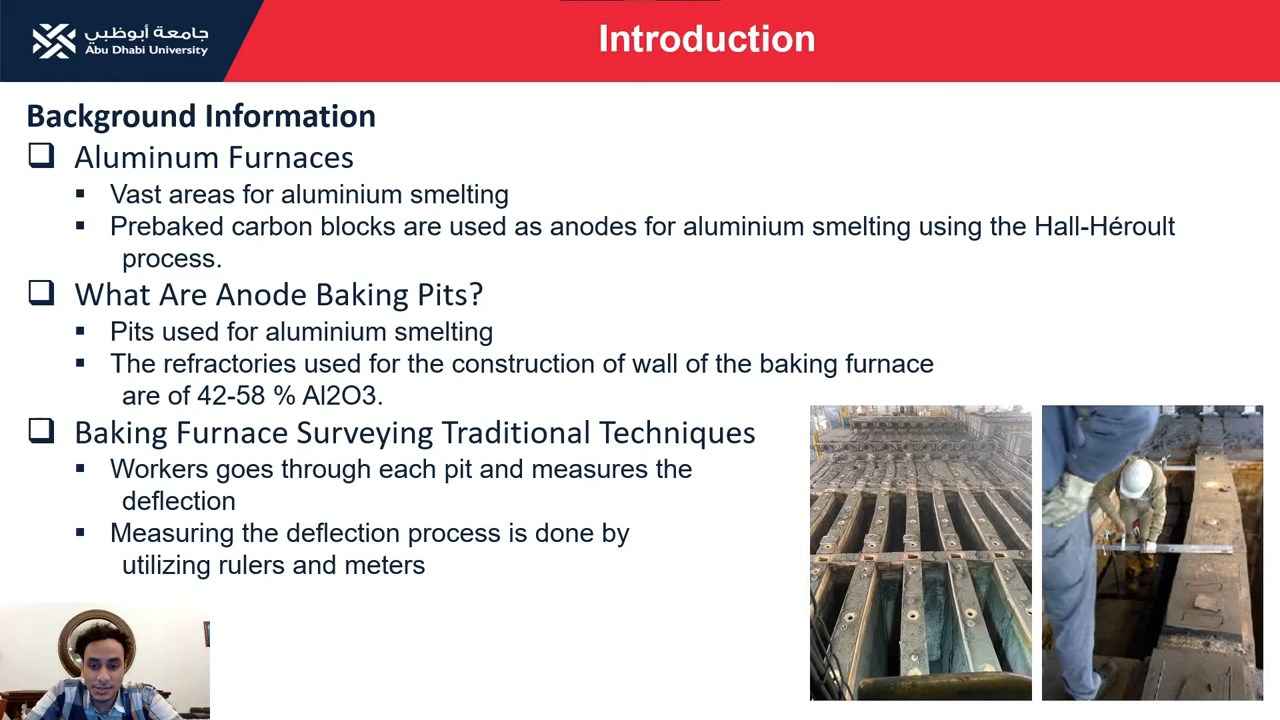 جامعة أبوظبي
Abu Dhabi University
Introduction
Background Information
❑ Aluminum Furnaces
▪ Vast areas for aluminium smelting
▪ Prebaked carbon blocks are used as anodes for aluminium smelting using the Hall-Héroult
process.
❑ What Are Anode Baking Pits?
▪ Pits used for aluminium smelting
▪ The refractories used for the construction of wall of the baking furnace
are of 42-58 % Al2O3.
❑ Baking Furnace Surveying Traditional Techniques
▪ Workers goes through each pit and measures the
deflection
▪ Measuring the deflection process is done by
utilizing rulers and meters